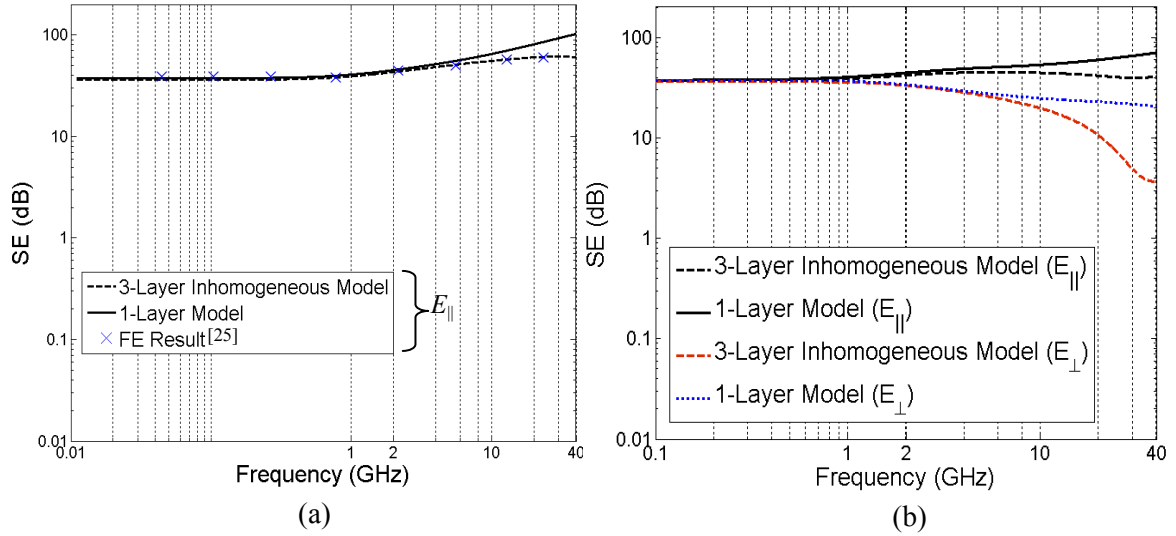 SE (dB)
100
10
1
0.1
0.01
0.01
1
2
10
40
3-Layer Inhomogeneous Model
1-Layer Model
FE Result[25]
E||
Frequency (GHz)
(a)
SE (dB)
100
10
1
0.1
0.01
0.1
1
2
10
40
3-Layer Inhomogeneous Model (E||)
1-Layer Model (E||)
3-Layer Inhomogeneous Model (E⊥)
1-Layer Model (E⊥)
Frequency (GHz)
(b)